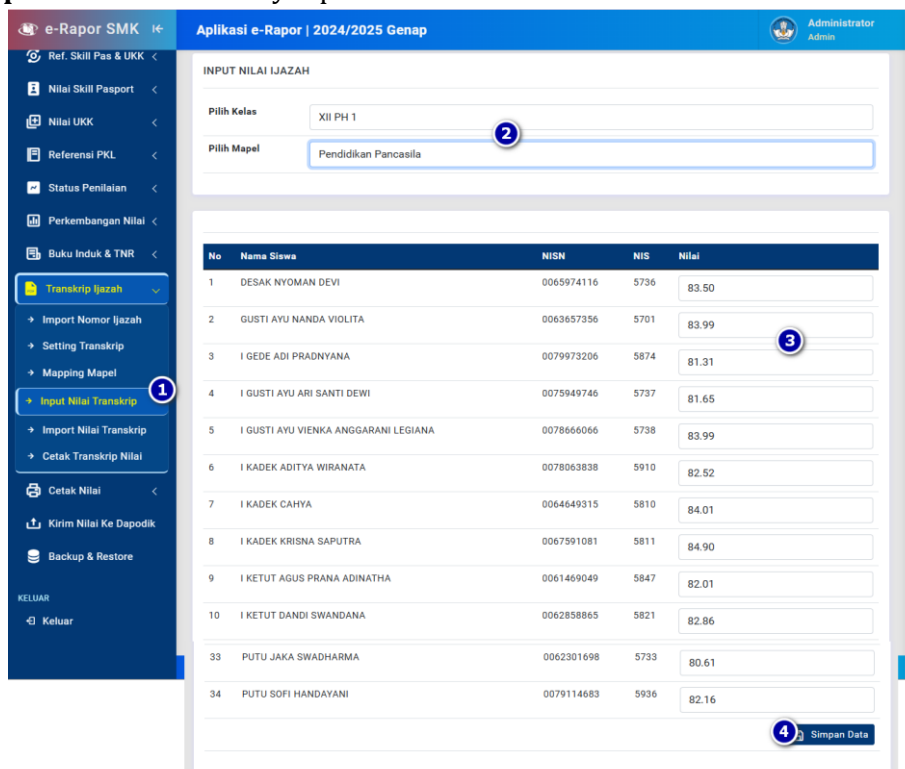 e-Rapor SMK
Aplikasi e-Rapor | 2024/2025 Genap
Administrator
Admin
Ref. Skill Pas & UKK
Nilai Skill Pasport
Nilai UKK
Referensi PKL
Status Penilaian
Perkembangan Nilai
Buku Induk & TNR
Transkrip Ijazah
Import Nomor Ijazah
Setting Transkrip
Mapping Mapel
1
Input Nilai Transkrip
Import Nilai Transkrip
Cetak Transkrip Nilai
Cetak Nilai
Kirim Nilai Ke Dapodik
Backup & Restore
KELUAR
Keluar
INPUT NILAI IJAZAH
Pilih Kelas XII PH 1
2
Pilih Mapel Pendidikan Pancasila
No Nama Siswa NISN NIS Nilai
1 DESAK NYOMAN DEVI 0065974116 5736 83.50
2 GUSTI AYU NANDA VIOLITA 0063657356 5701 83.99
3
3 I GEDE ADI PRADNYANA 0079973206 5874 81.31
4 I GUSTI AYU ARI SANTI DEWI 0075949746 5737 81.65
5 I GUSTI AYU VIENKA ANGGARANI LEGIANA 0078666066 5738 83.99
6 I KADEK ADITYA WIRANATA 0078063838 5910 82.52
7 I KADEK CAHYA 0064649315 5810 84.01
8 I KADEK KRISNA SAPUTRA 0067591081 5811 84.90
9 I KETUT AGUS PRANA ADINATHA 0061469049 5847 82.01
10 I KETUT DANDI SWANDANA 0062858865 5821 82.86
33 PUTU JAKA SWADHARMA 0062301698 5733 80.61
34 PUTU SOFI HANDAYANI 0079114683 5936 82.16
4 Simpan Data